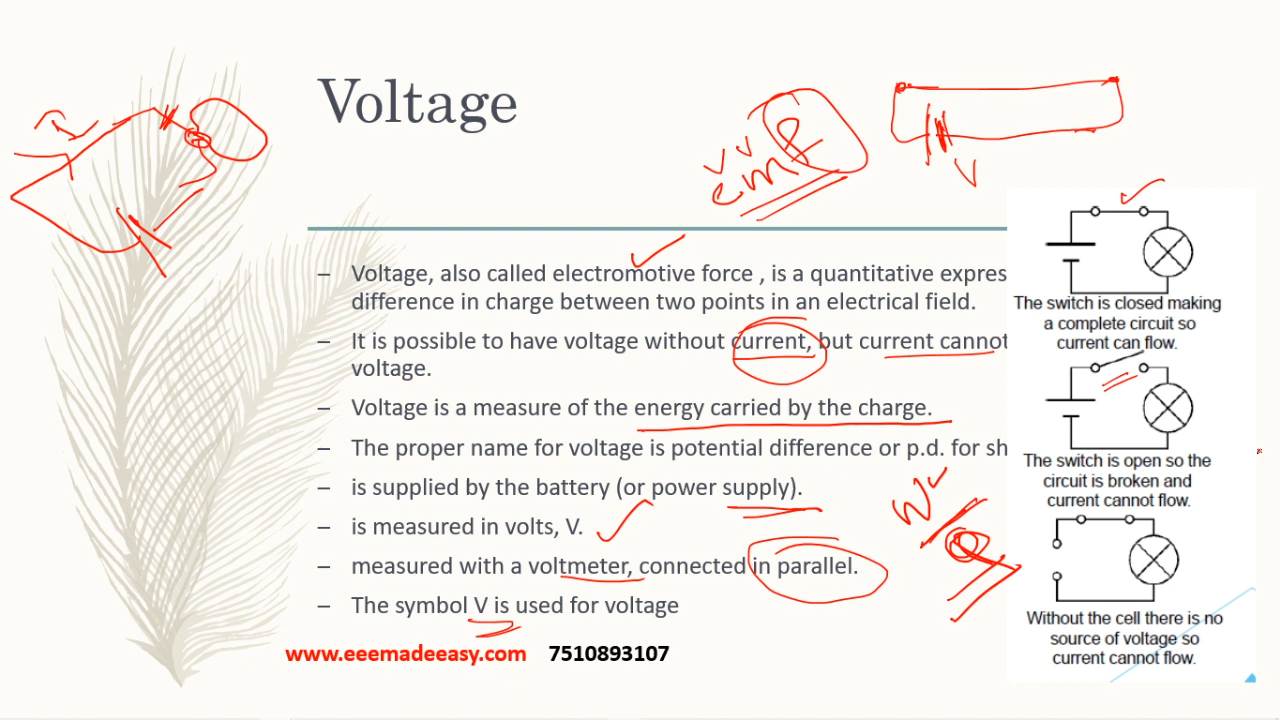 Voltage
emf
V
– Voltage, also called electromotive force , is a quantitative expres
difference in charge between two points in an electrical field.
– It is possible to have voltage without current, but current cannot
voltage.
– Voltage is a measure of the energy carried by the charge.
– The proper name for voltage is potential difference or p.d. for sh
– is supplied by the battery (or power supply).
– is measured in volts, V.
– measured with a voltmeter, connected in parallel.
– The symbol V is used for voltage
W/Q
www.eeemadeeasy.com 7510893107
The switch is closed making
a complete circuit so
current can flow.
The switch is open so the
circuit is broken and
current cannot flow.
Without the cell there is no
source of voltage so
current cannot flow.